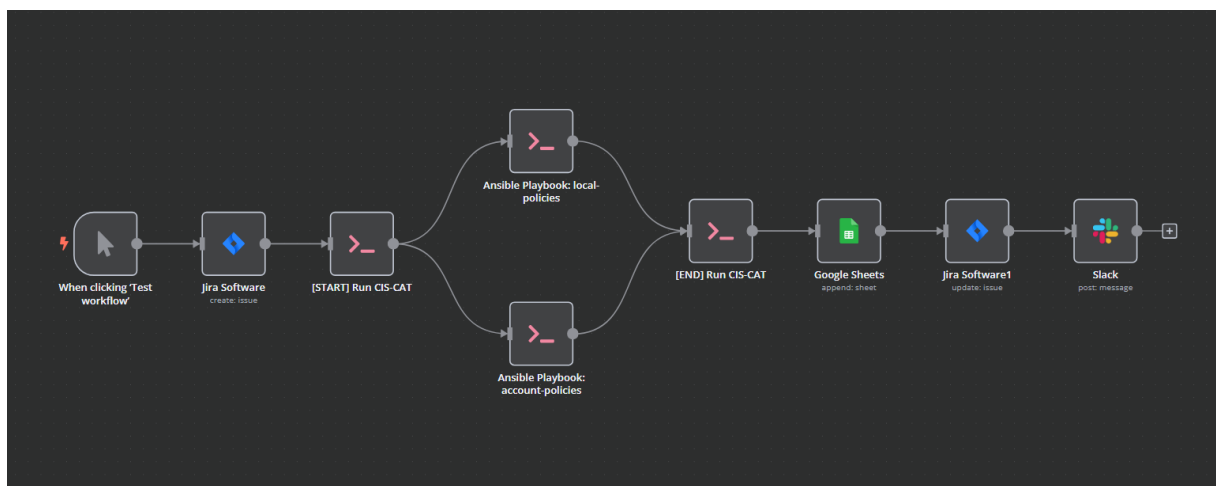 Ansible Playbook: local-
policies
When clicking ‘Test
workflow’
Jira Software
create: issue
[START] Run CIS-CAT
[END] Run CIS-CAT
Google Sheets
append: sheet
Jira Software1
update: issue
Slack
post: message
Ansible Playbook:
account-policies